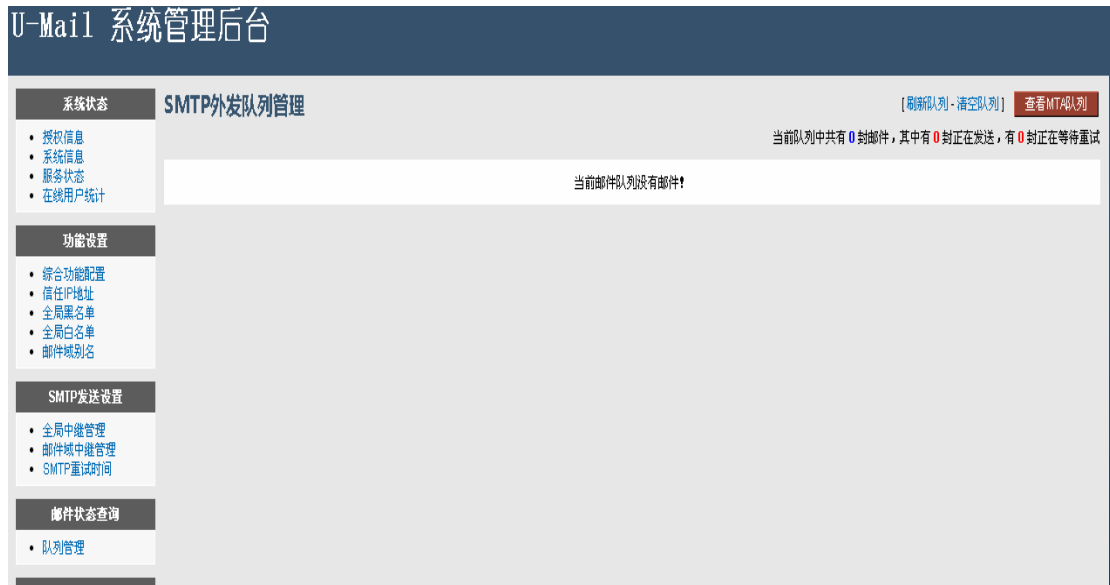 U-Mail 系统管理后台
系统状态
授权信息
系统信息
服务状态
在线用户统计
功能设置
综合功能配置
信任IP地址
全局黑名单
全局白名单
邮件域别名
SMTP发送设置
全局中继管理
邮件域中继管理
SMTP重试时间
邮件状态查询
队列管理
SMTP外发队列管理
[ 刷新队列 - 清空队列 ] 查看MTA队列
当前队列中共有 0 封邮件，其中有 0 封正在发送，有 0 封正在等待重试
当前邮件队列没有邮件!